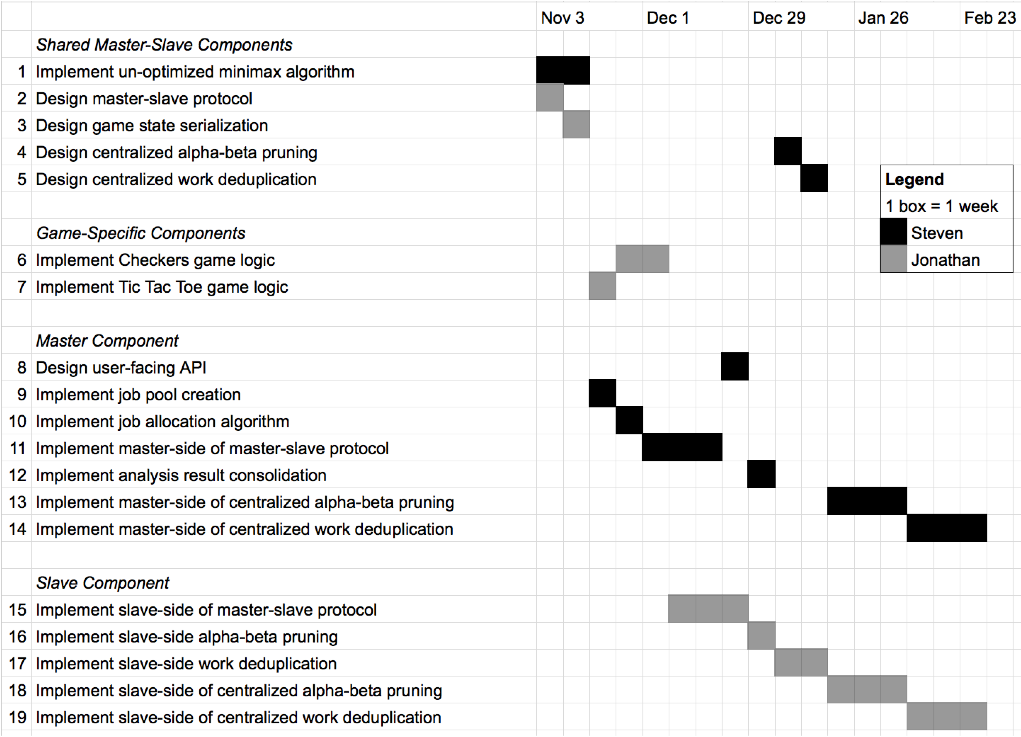 Nov 3 Dec 1 Dec 29 Jan 26 Feb 23
Shared Master-Slave Components
1 Implement un-optimized minimax algorithm
2 Design master-slave protocol
3 Design game state serialization
4 Design centralized alpha-beta pruning
5 Design centralized work deduplication
Legend
1 box = 1 week
Steven
Jonathan
Game-Specific Components
6 Implement Checkers game logic
7 Implement Tic Tac Toe game logic
Master Component
8 Design user-facing API
9 Implement job pool creation
10 Implement job allocation algorithm
11 Implement master-side of master-slave protocol
12 Implement analysis result consolidation
13 Implement master-side of centralized alpha-beta pruning
14 Implement master-side of centralized work deduplication
Slave Component
15 Implement slave-side of master-slave protocol
16 Implement slave-side alpha-beta pruning
17 Implement slave-side work deduplication
18 Implement slave-side of centralized alpha-beta pruning
19 Implement slave-side of centralized work deduplication